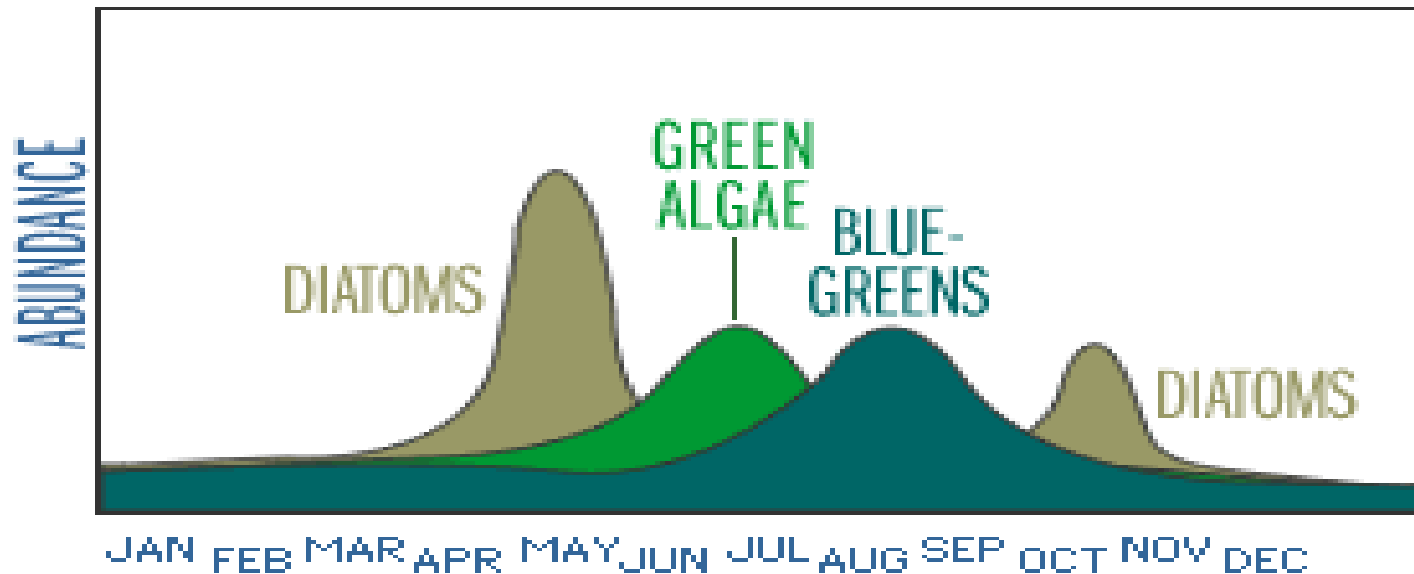 ABUNDANCE
DIATOMS
GREEN
ALGAE
BLUE-
GREENS
DIATOMS
JAN FEB MAR APR MAY JUN JUL AUG SEP OCT NOV DEC